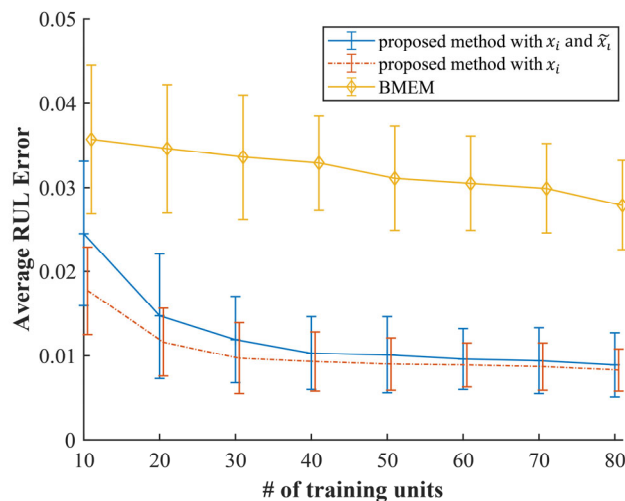 0.05
0.04
0.03
0.02
0.01
0
Average RUL Error
proposed method with xᵢ and x̃ᵢ
proposed method with xᵢ
BMEM
10 20 30 40 50 60 70 80
# of training units